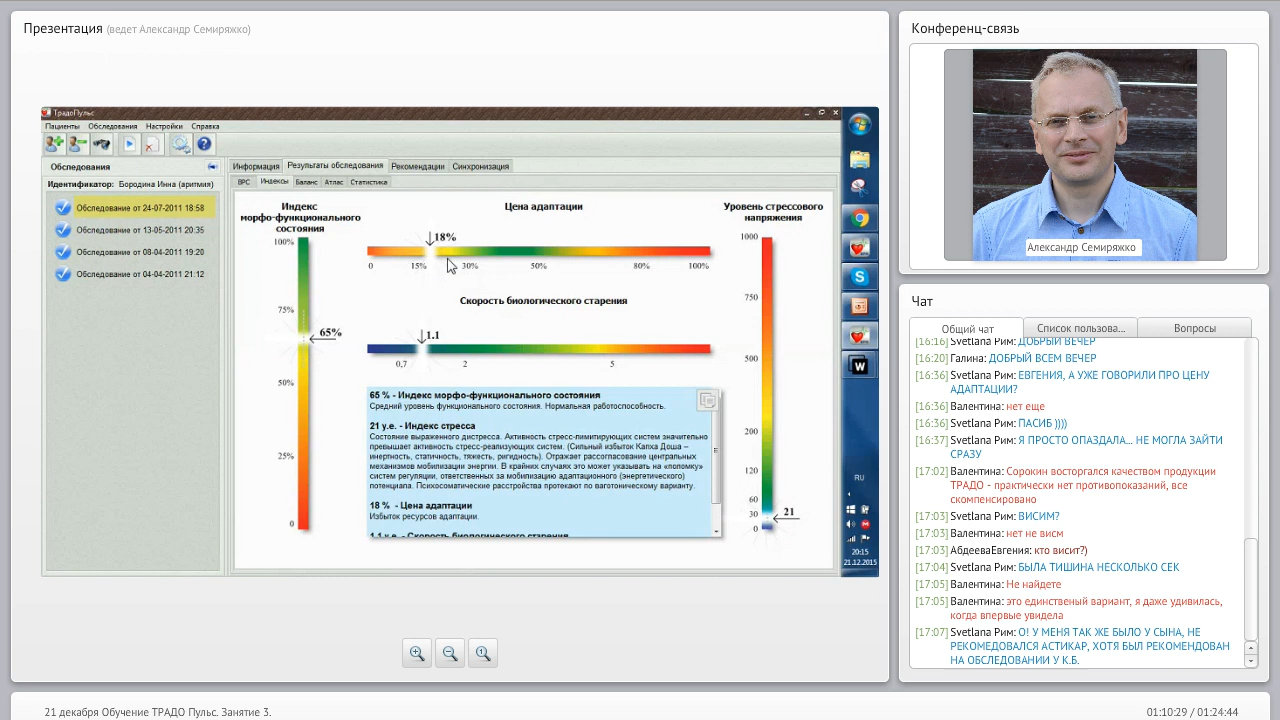 Презентация (ведет Александр Семиряжко)
ТрадоПульс
Пациенты Обследования Настройки Справка
Обследования
Идентификатор: Бородина Инна (аритмия)
Обследование от 24-07-2011 18:58
Обследование от 13-05-2011 20:35
Обследование от 08-04-2011 19:20
Обследование от 04-04-2011 21:12
Информация Результаты обследования Рекомендации Синхронизация
ВРС Индексы Баланс Атлас Статистика
Индекс
морфо-функционального
состояния
100%
75%
65%
50%
25%
0
Цена адаптации
18%
0 15% 30% 50% 80% 100%
Скорость биологического старения
1.1
0,7 2 5
65 % - Индекс морфо-функционального состояния
Средний уровень функционального состояния. Нормальная работоспособность.
21 у.е. - Индекс стресса
Состояние выраженного дистресса. Активность стресс-лимитирующих систем значительно
превышает активность стресс-реализующих систем. (Сильный избыток Капха Доша –
инертность, статичность, тяжесть, ригидность). Отражает рассогласование центральных
механизмов мобилизации энергии. В крайних случаях это может указывать на «поломку»
систем регуляции, ответственных за мобилизацию адаптационного (энергетического)
потенциала. Психосоматические расстройства протекают по ваготоническому варианту.
18 % - Цена адаптации
Избыток ресурсов адаптации.
1.1 у.е. - Скорость биологического старения
Уровень стрессового
напряжения
1000
750
500
200
120
60
30
21
0
RU
20:15
21.12.2015
Конференц-связь
Александр Семиряжко
Чат
Общий чат Список пользова... Вопросы
[16:16] Svetlana Рим: ДОБРЫЙ ВЕЧЕР
[16:20] Галина: ДОБРЫЙ ВСЕМ ВЕЧЕР
[16:36] Svetlana Рим: ЕВГЕНИЯ, А УЖЕ ГОВОРИЛИ ПРО ЦЕНУ
АДАПТАЦИИ?
[16:36] Валентина: нет еще
[16:36] Svetlana Рим: ПАСИБ ))))
[16:37] Svetlana Рим: Я ПРОСТО ОПАЗДАЛА... НЕ МОГЛА ЗАЙТИ
СРАЗУ
[17:02] Валентина: Сорокин восторгался качеством продукции
ТРАДО - практически нет противопоказаний, все
скомпенсировано
[17:03] Svetlana Рим: ВИСИМ?
[17:03] Валентина: нет не висм
[17:03] АбдееваЕвгения: кто висит?)
[17:04] Svetlana Рим: БЫЛА ТИШИНА НЕСКОЛЬКО СЕК
[17:05] Валентина: Не найдете
[17:05] Валентина: это единственый вариант, я даже удивилась,
когда впервые увидела
[17:07] Svetlana Рим: О! У МЕНЯ ТАК ЖЕ БЫЛО У СЫНА, НЕ
РЕКОМЕДОВАЛСЯ АСТИКАР, ХОТЯ БЫЛ РЕКОМЕНДОВАН
НА ОБСЛЕДОВАНИИ У К.Б.
21 декабря Обучение ТРАДО Пульс. Занятие 3.
01:10:29 / 01:24:44